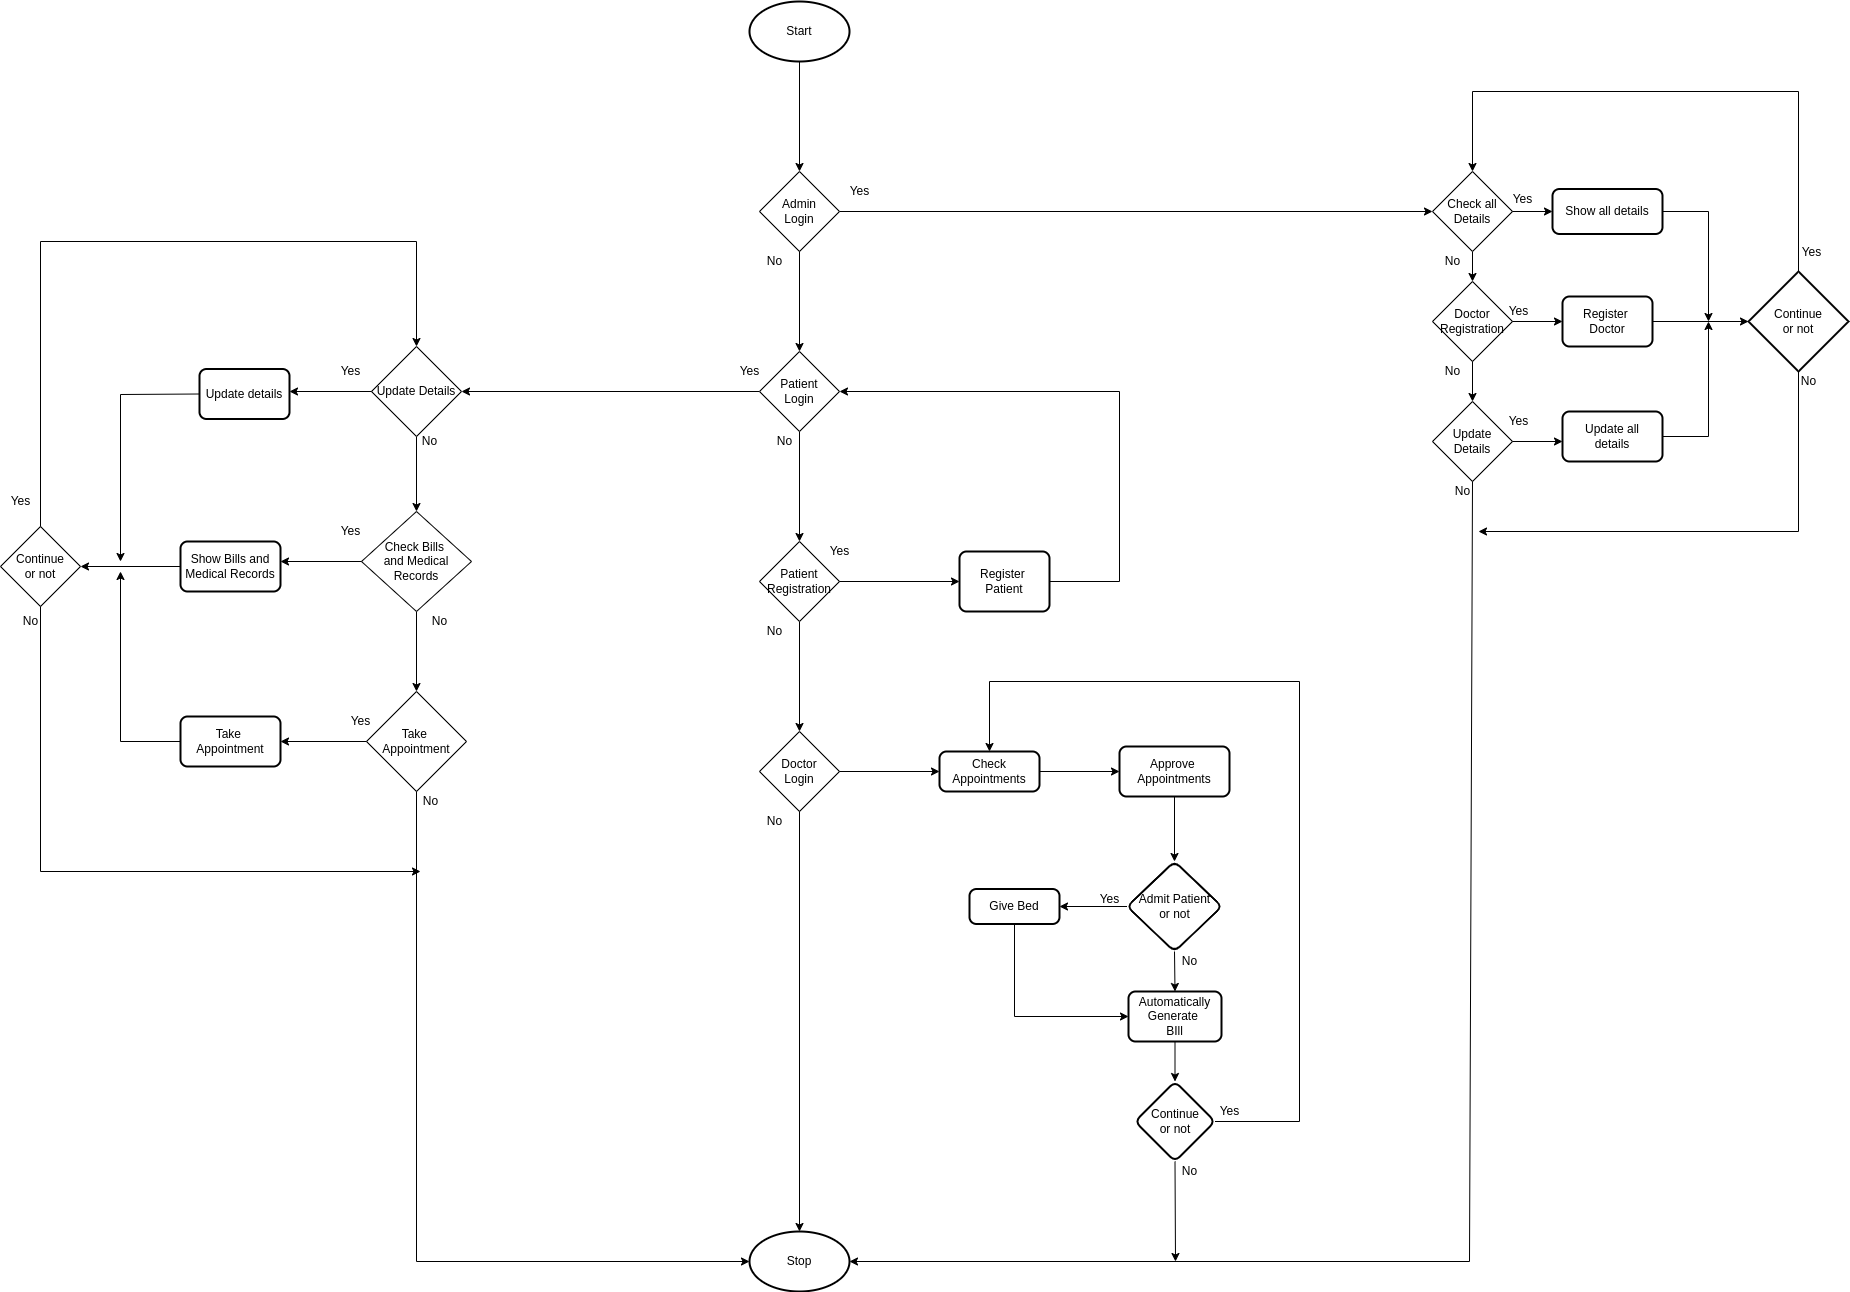 Start
Admin
Login
Yes
No
Check all
Details
Yes
No
Show all details
Doctor
Registration
Yes
No
Register
Doctor
Continue
or not
Yes
No
Update
Details
Yes
No
Update all
details
Patient
Login
Yes
No
Update Details
Yes
No
Update details
Check Bills
and Medical
Records
Yes
No
Show Bills and
Medical Records
Continue
or not
Yes
No
Take
Appointment
Yes
No
Take
Appointment
Patient
Registration
Yes
No
Register
Patient
Doctor
Login
No
Check
Appointments
Approve
Appointments
Admit Patient
or not
Yes
No
Give Bed
Automatically
Generate
BIll
Continue
or not
Yes
No
Stop